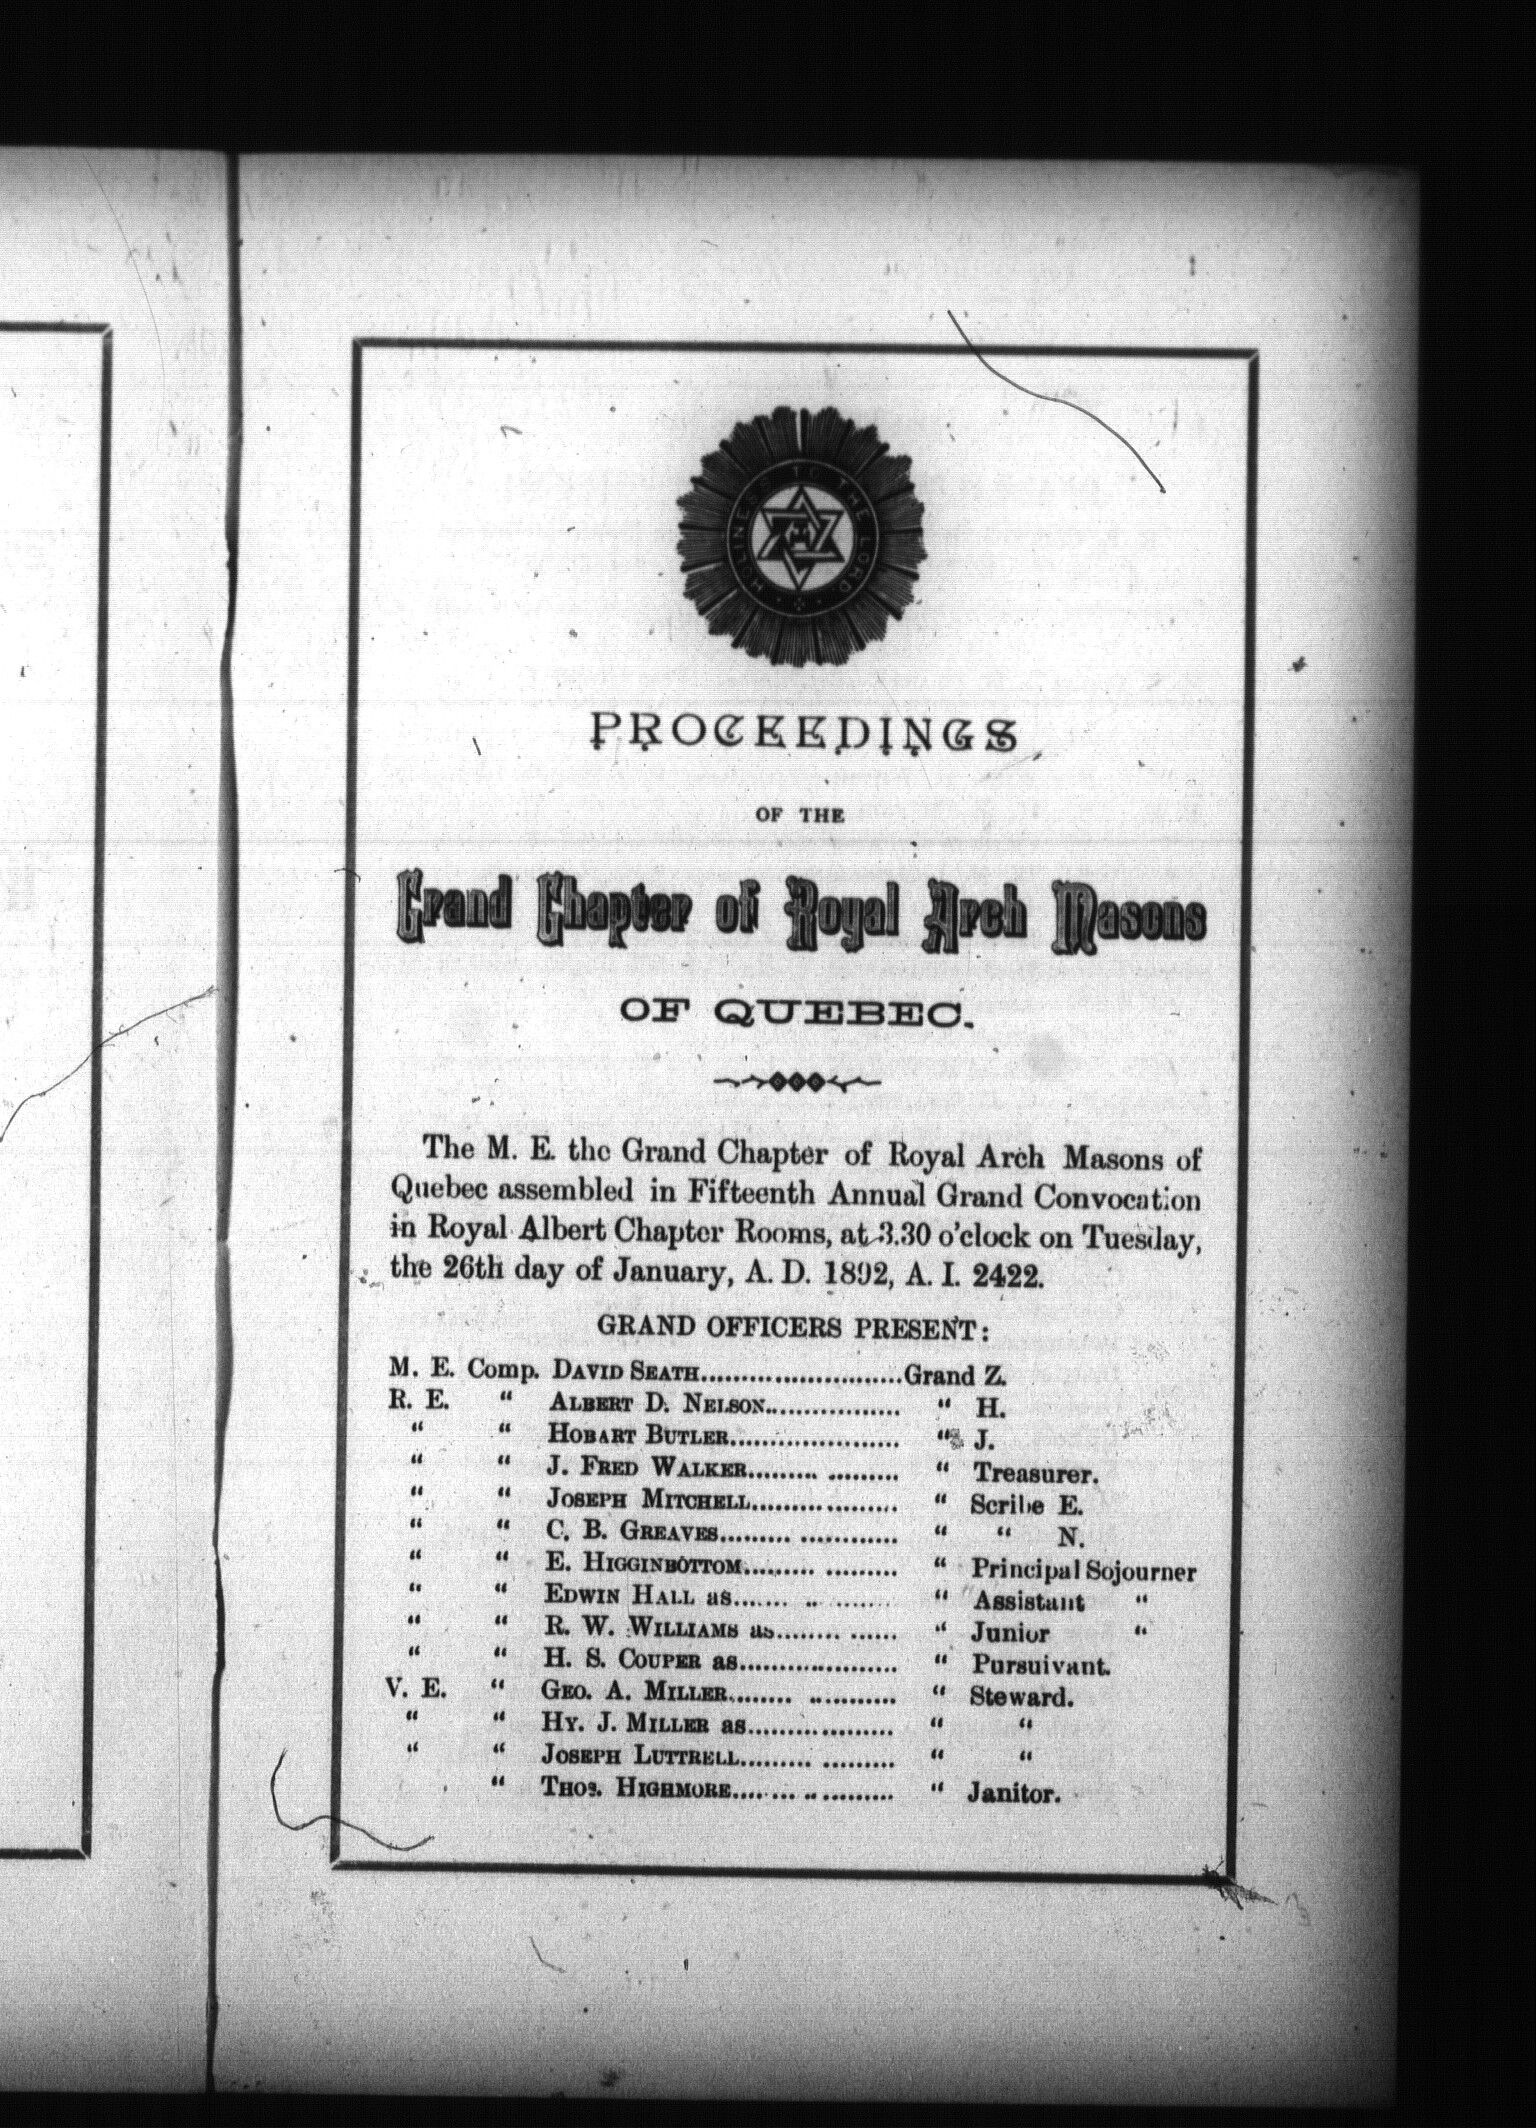 HOLINESS TO THE LORD
PROCEEDINGS
OF THE
Grand Chapter of Royal Arch Masons
OF QUEBEC.
The M. E. the Grand Chapter of Royal Arch Masons of
Quebec assembled in Fifteenth Annual Grand Convocation
in Royal Albert Chapter Rooms, at 3.30 o'clock on Tuesday,
the 26th day of January, A. D. 1892, A. I. 2422.
GRAND OFFICERS PRESENT:
M. E. Comp. DAVID SEATH.........................Grand Z.
R. E. " ALBERT D. NELSON................. " H.
" " HOBART BUTLER..................... " J.
" " J. FRED WALKER......... ......... " Treasurer.
" " JOSEPH MITCHELL.................. " Scribe E.
" " C. B. GREAVES......... ............ " " N.
" " E. HIGGINBOTTOM......... ......... " Principal Sojourner
" " EDWIN HALL as....... .. ....... " Assistant "
" " R. W. WILLIAMS as........ ...... " Junior "
" " H. S. COUPER as................... " Pursuivant.
V. E. " GEO. A. MILLER........ ........... " Steward.
" " HY. J. MILLER as.................. " "
" " JOSEPH LUTTRELL......... ......... " "
" THOS. HIGHMORE....... .. ......... " Janitor.